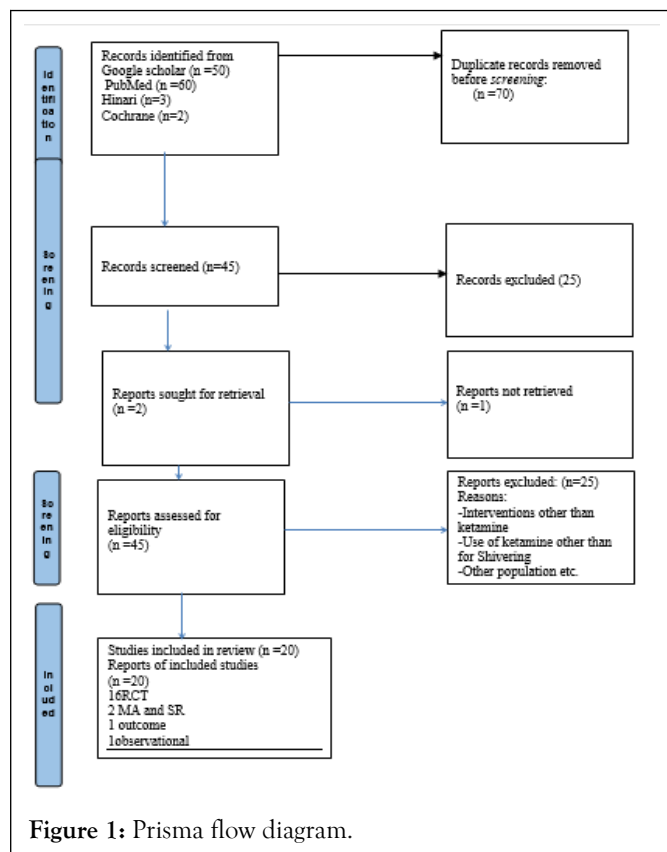 Id
en
tifi
ca
tio
n
Records identified from
Google scholar (n =50)
PubMed (n =60)
Hinari (n=3)
Cochrane (n=2)
Duplicate records removed
before screening:
(n =70)
Sc
re
en
in
g
Records screened (n=45)
Records excluded (25)
Reports sought for retrieval
(n =2)
Reports not retrieved
(n =1)
Sc
re
en
in
g
Reports assessed for
eligibility
(n =45)
Reports excluded: (n=25)
Reasons:
-Interventions other than
ketamine
-Use of ketamine other than
for Shivering
-Other population etc.
In
cl
ud
ed
Studies included in review (n =20)
Reports of included studies
(n =20)
16RCT
2 MA and SR
1 outcome
1observational
Figure 1: Prisma flow diagram.